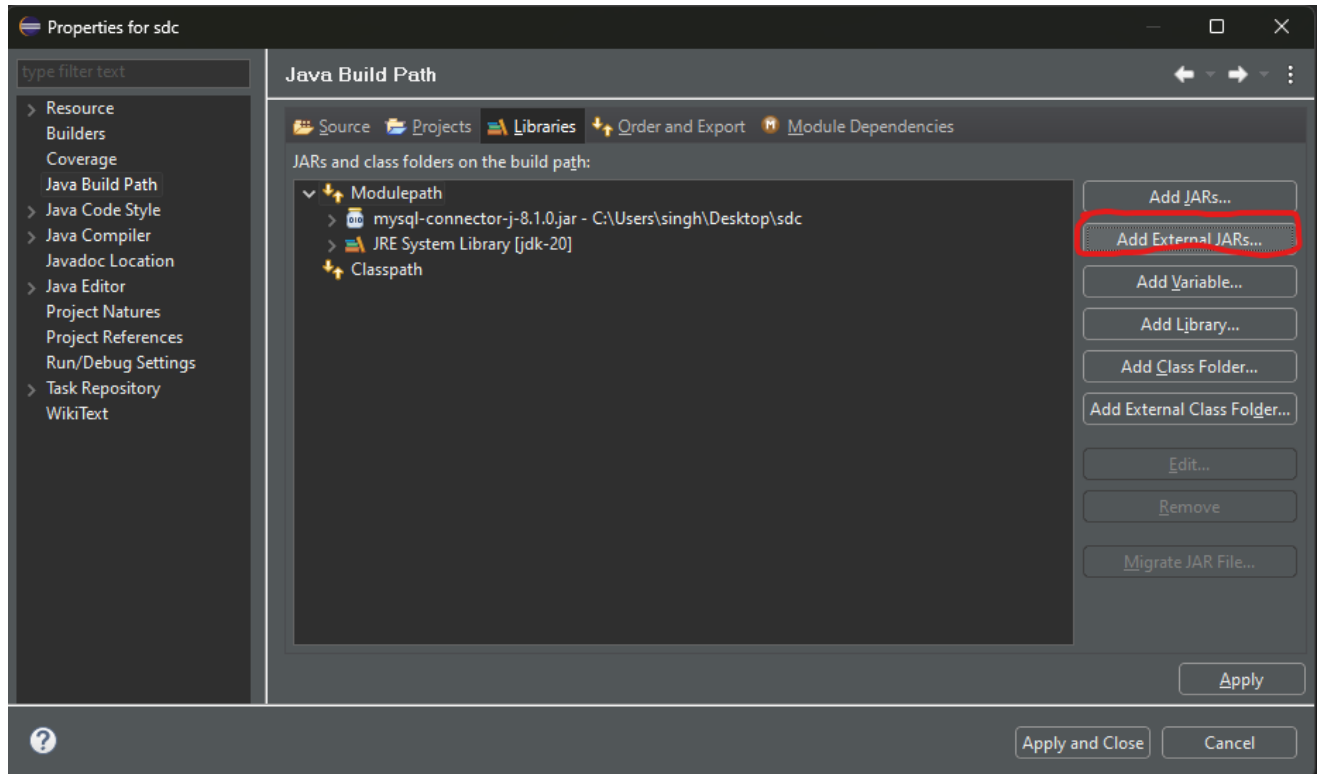 Properties for sdc
type filter text
Resource
Builders
Coverage
Java Build Path
Java Code Style
Java Compiler
Javadoc Location
Java Editor
Project Natures
Project References
Run/Debug Settings
Task Repository
WikiText
Java Build Path
Source Projects Libraries Order and Export Module Dependencies
JARs and class folders on the build path:
Modulepath
mysql-connector-j-8.1.0.jar - C:\Users\singh\Desktop\sdc
JRE System Library [jdk-20]
Classpath
Add JARs...
Add External JARs...
Add Variable...
Add Library...
Add Class Folder...
Add External Class Folder...
Edit...
Remove
Migrate JAR File...
Apply
Apply and Close Cancel